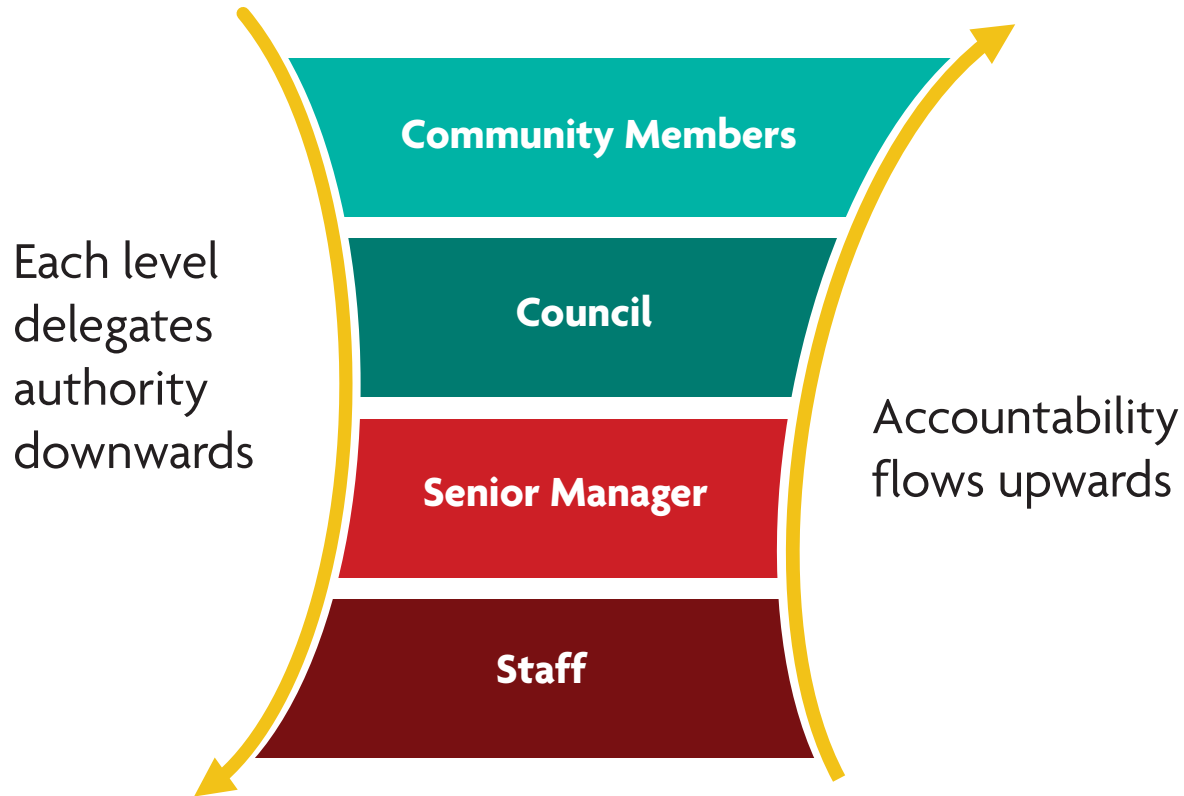 Community Members
Each level
delegates
authority
downwards
Council
Accountability
flows upwards
Senior Manager
Staff